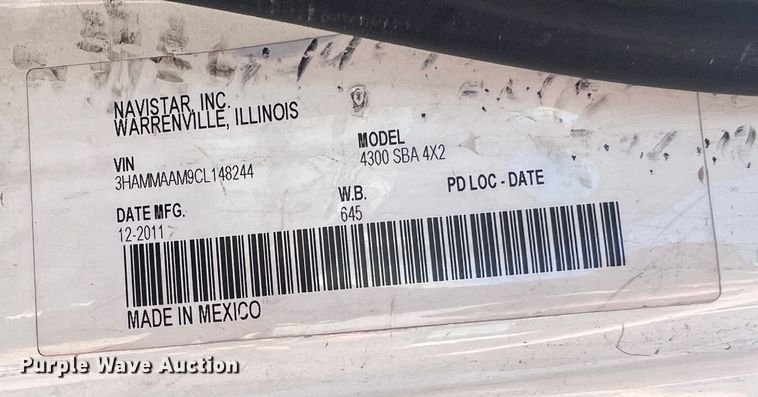 NAVISTAR, INC.
WARRENVILLE, ILLINOIS
VIN
3HAMMAAM9CL148244
MODEL
4300 SBA 4X2
DATE MFG.
12-2011
W.B.
645
PD LOC - DATE
MADE IN MEXICO
Purple Wave Auction